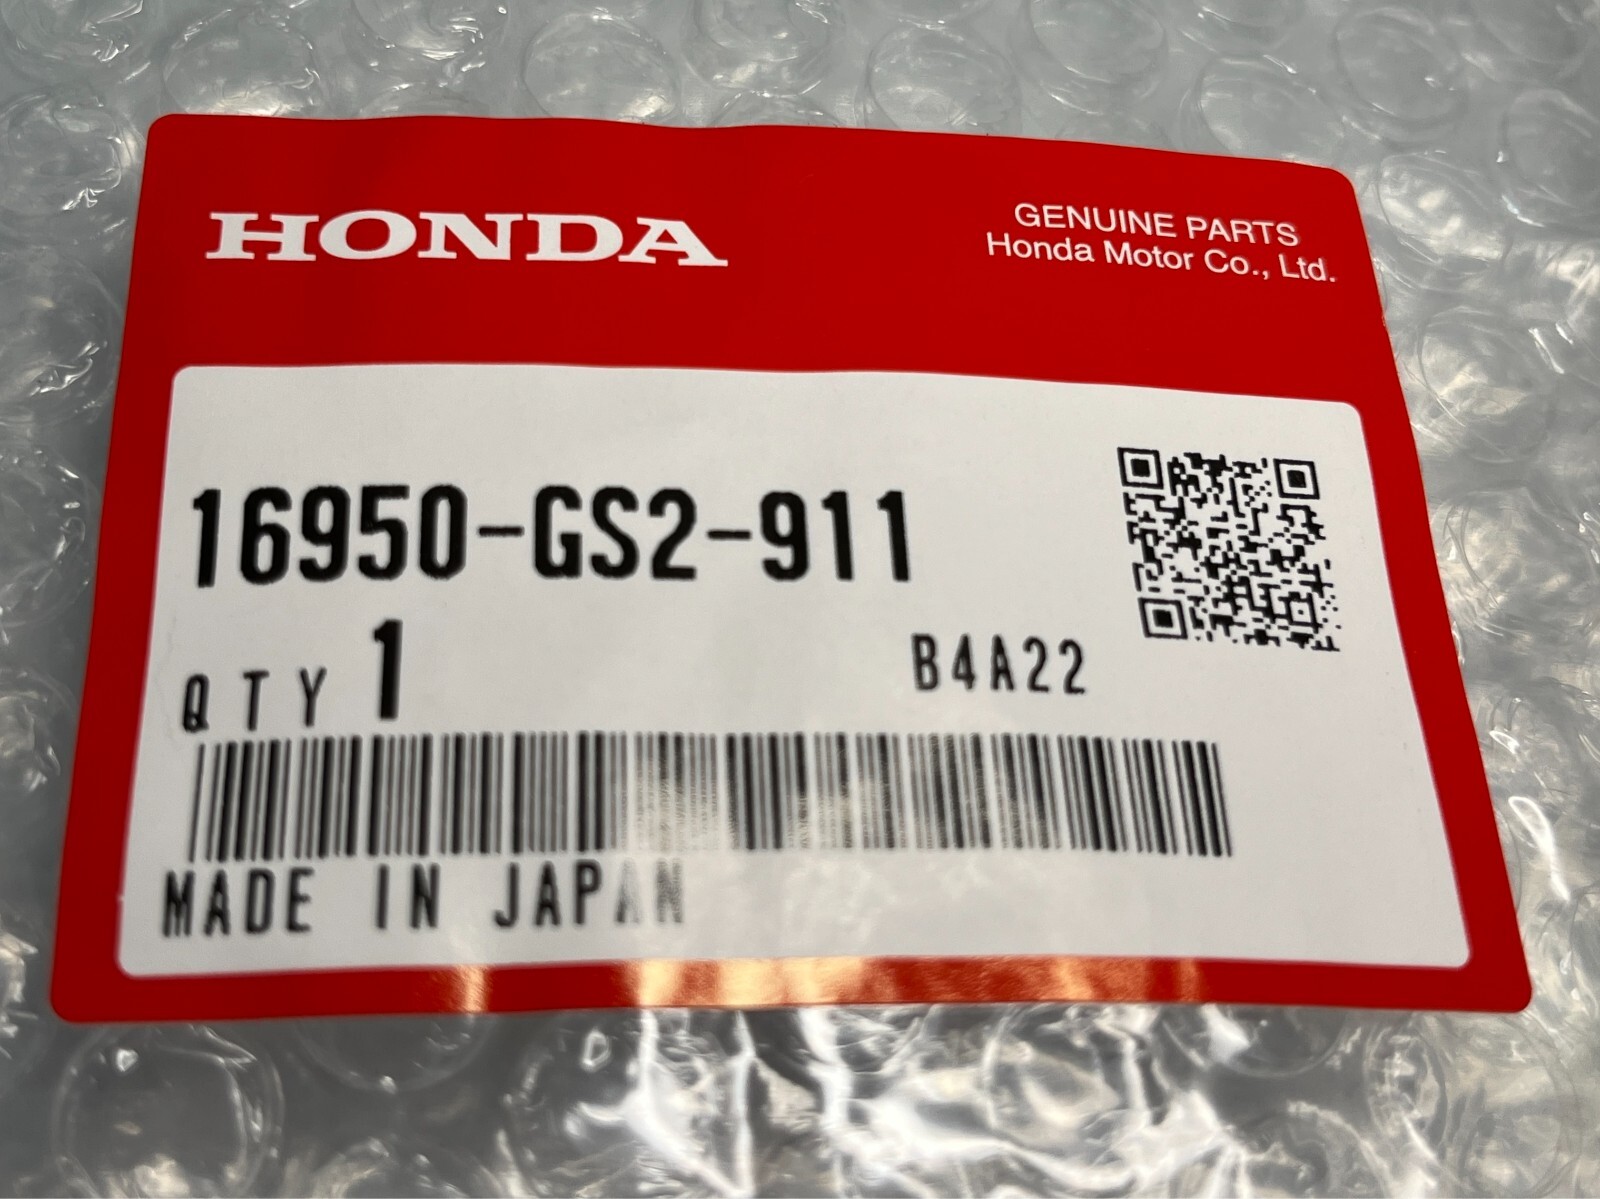 HONDA
GENUINE PARTS
Honda Motor Co., Ltd.
16950-GS2-911
QTY 1
B4A22
MADE IN JAPAN